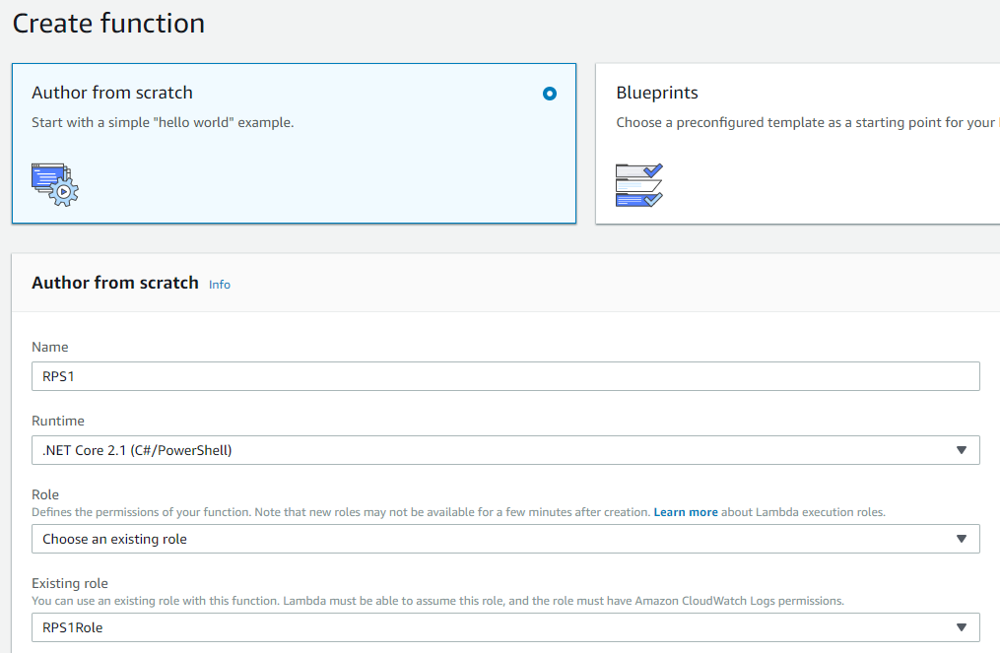 Create function
Author from scratch
Start with a simple "hello world" example.
Blueprints
Choose a preconfigured template as a starting point for your
Author from scratch Info
Name
RPS1
Runtime
.NET Core 2.1 (C#/PowerShell)
Role
Defines the permissions of your function. Note that new roles may not be available for a few minutes after creation. Learn more about Lambda execution roles.
Choose an existing role
Existing role
You can use an existing role with this function. Lambda must be able to assume this role, and the role must have Amazon CloudWatch Logs permissions.
RPS1Role